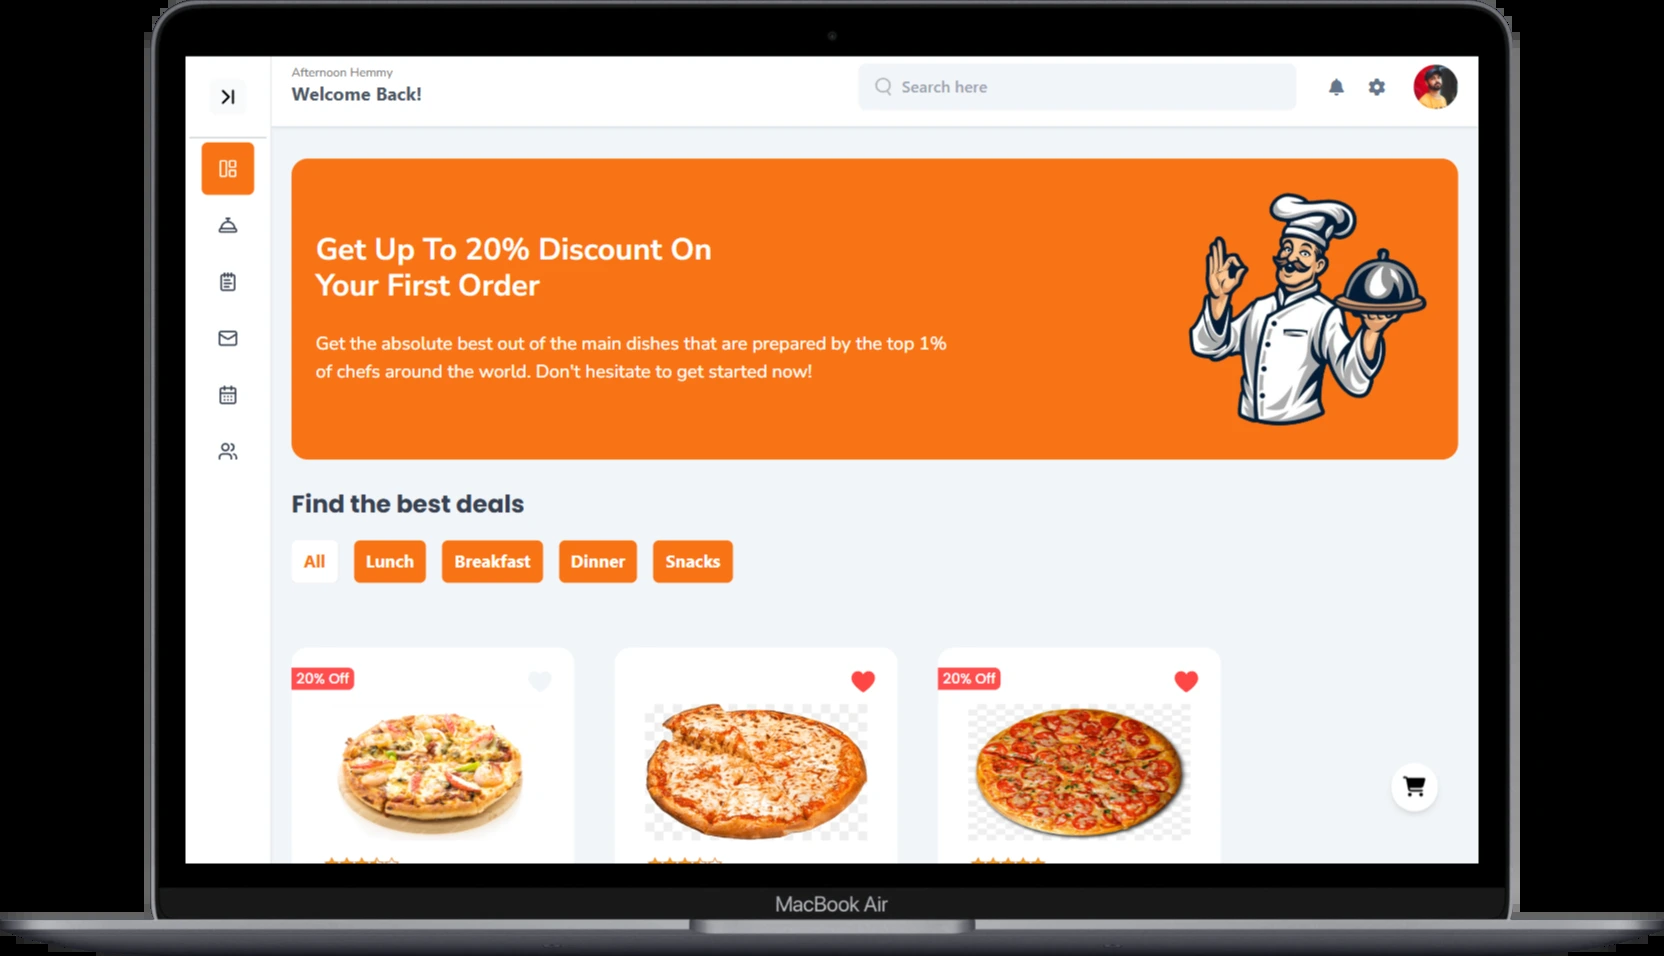 Afternoon Hemmy
Welcome Back!
Search here
Get Up To 20% Discount On
Your First Order
Get the absolute best out of the main dishes that are prepared by the top 1%
of chefs around the world. Don't hesitate to get started now!
Find the best deals
All
Lunch
Breakfast
Dinner
Snacks
20% Off
20% Off
MacBook Air